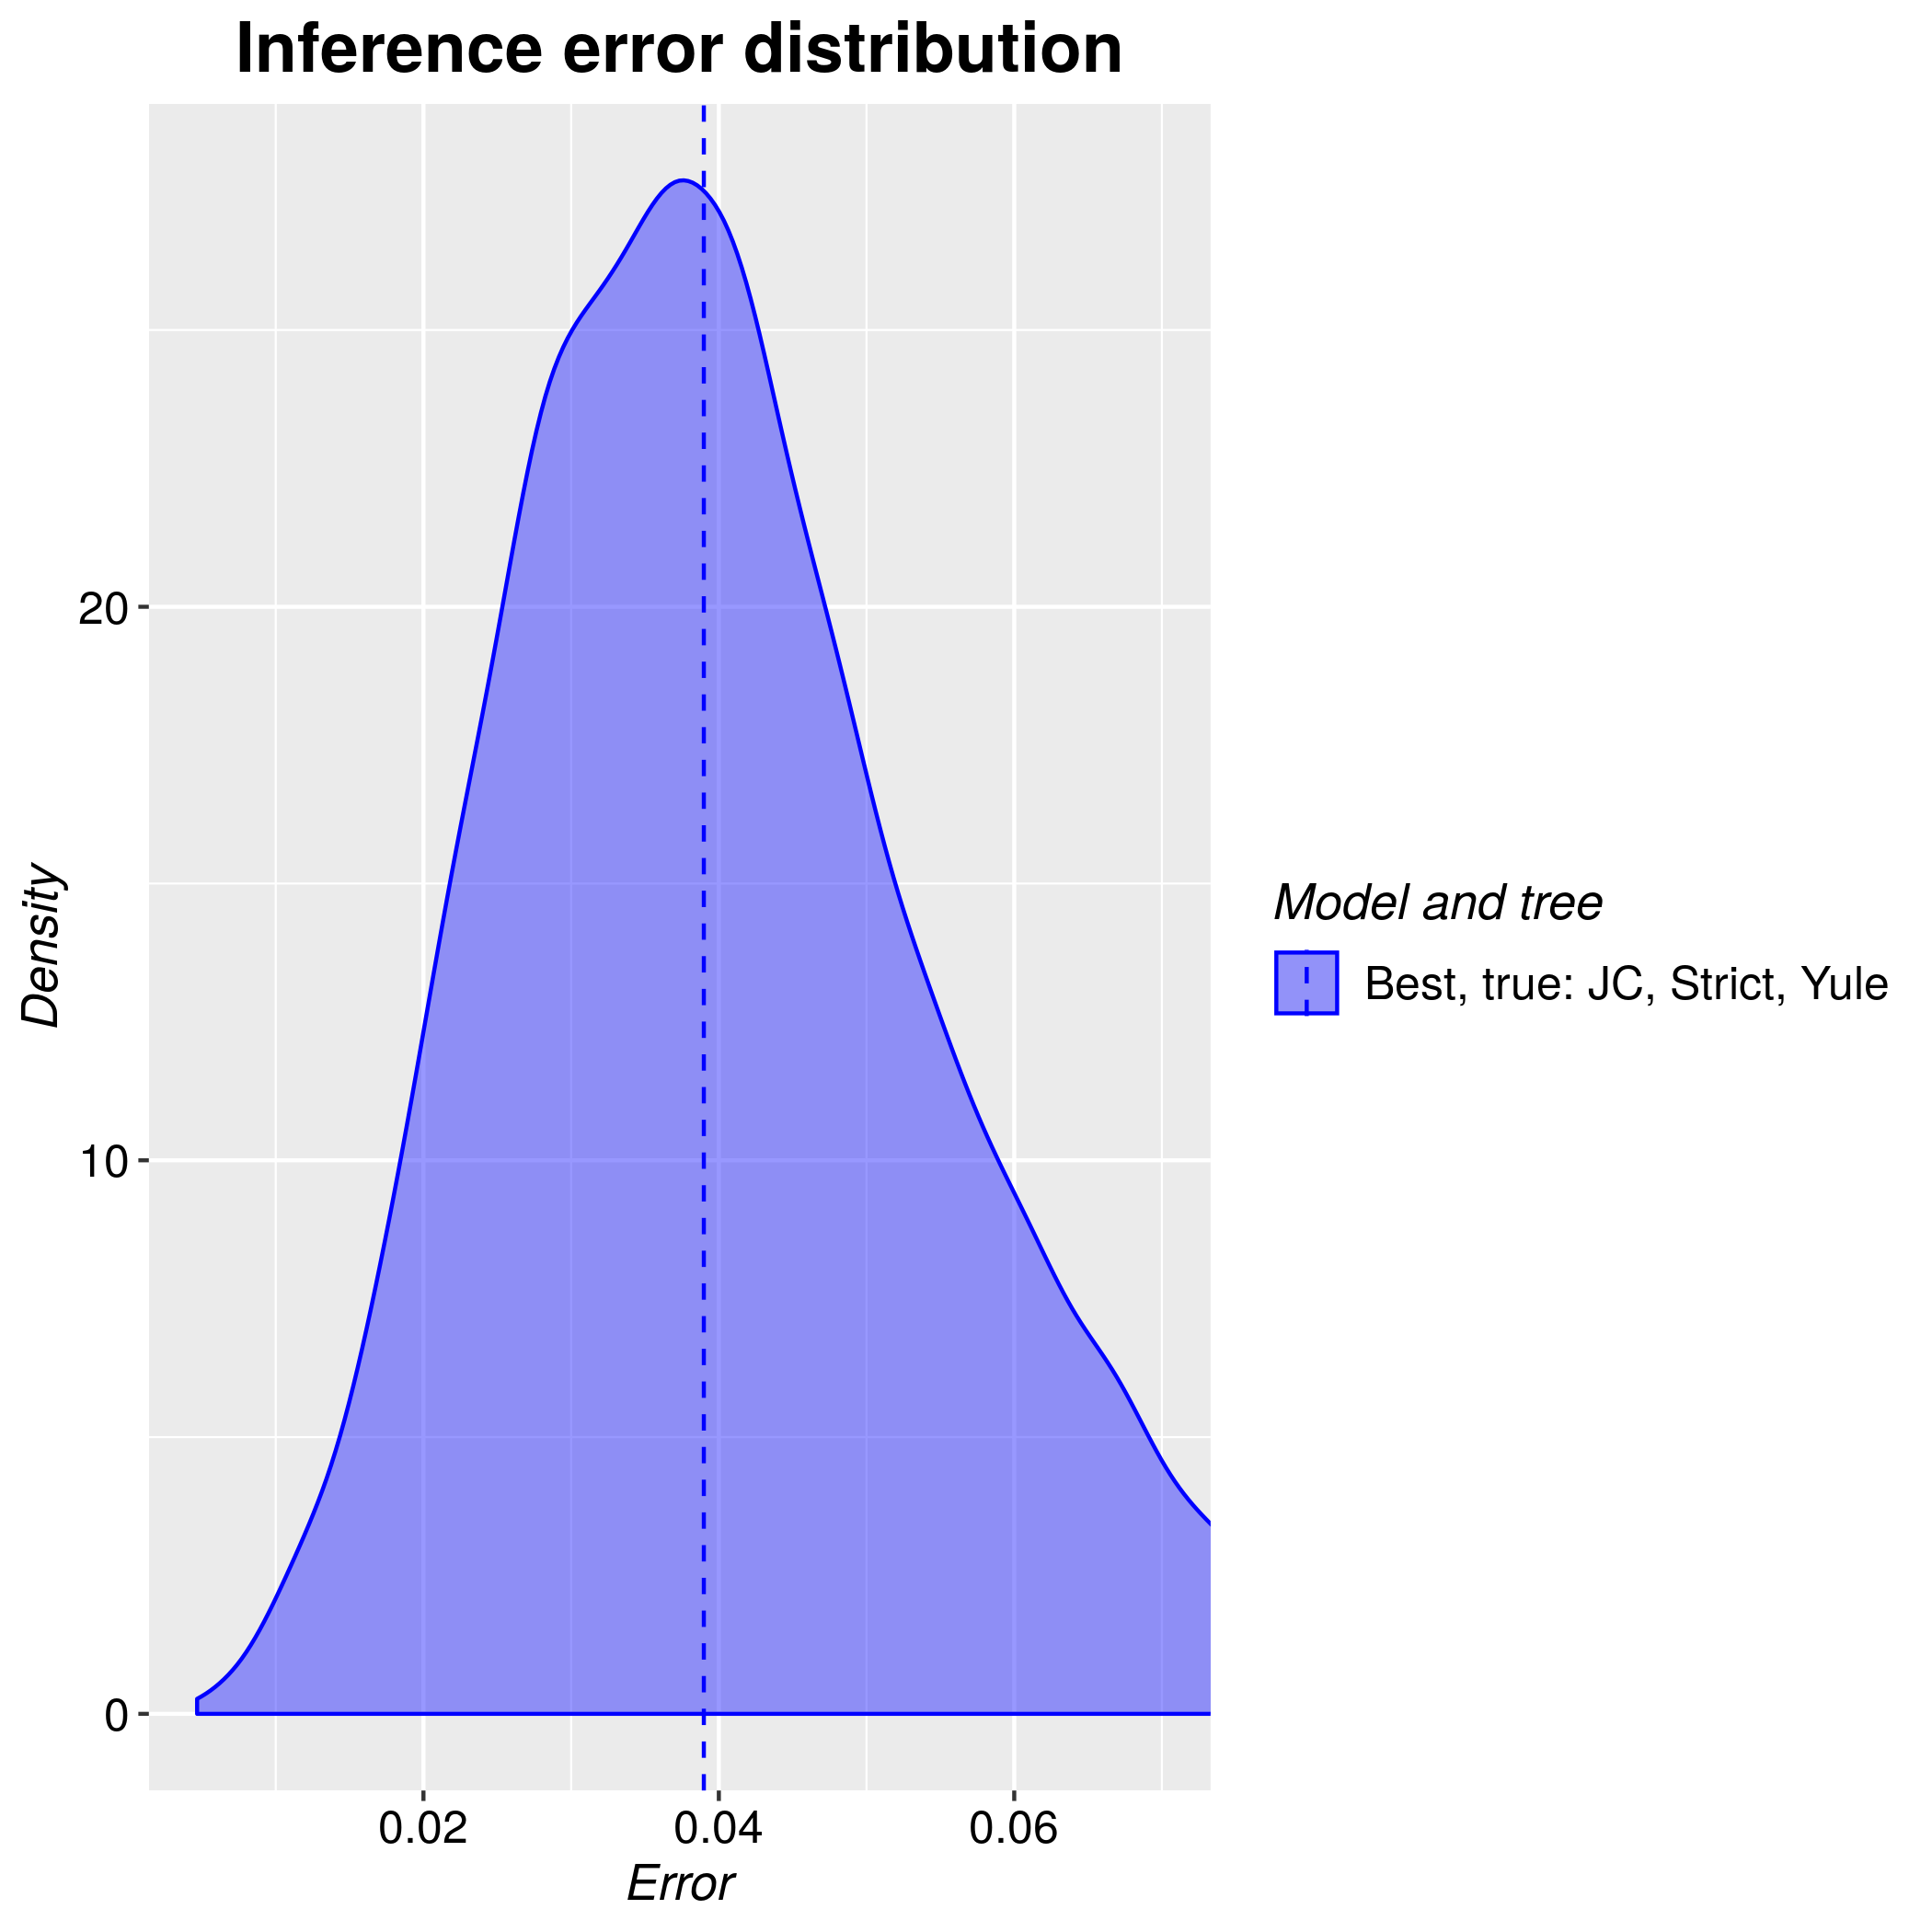 Inference error distribution
Density
20
10
0
0.02
0.04
0.06
Error
Model and tree
Best, true: JC, Strict, Yule